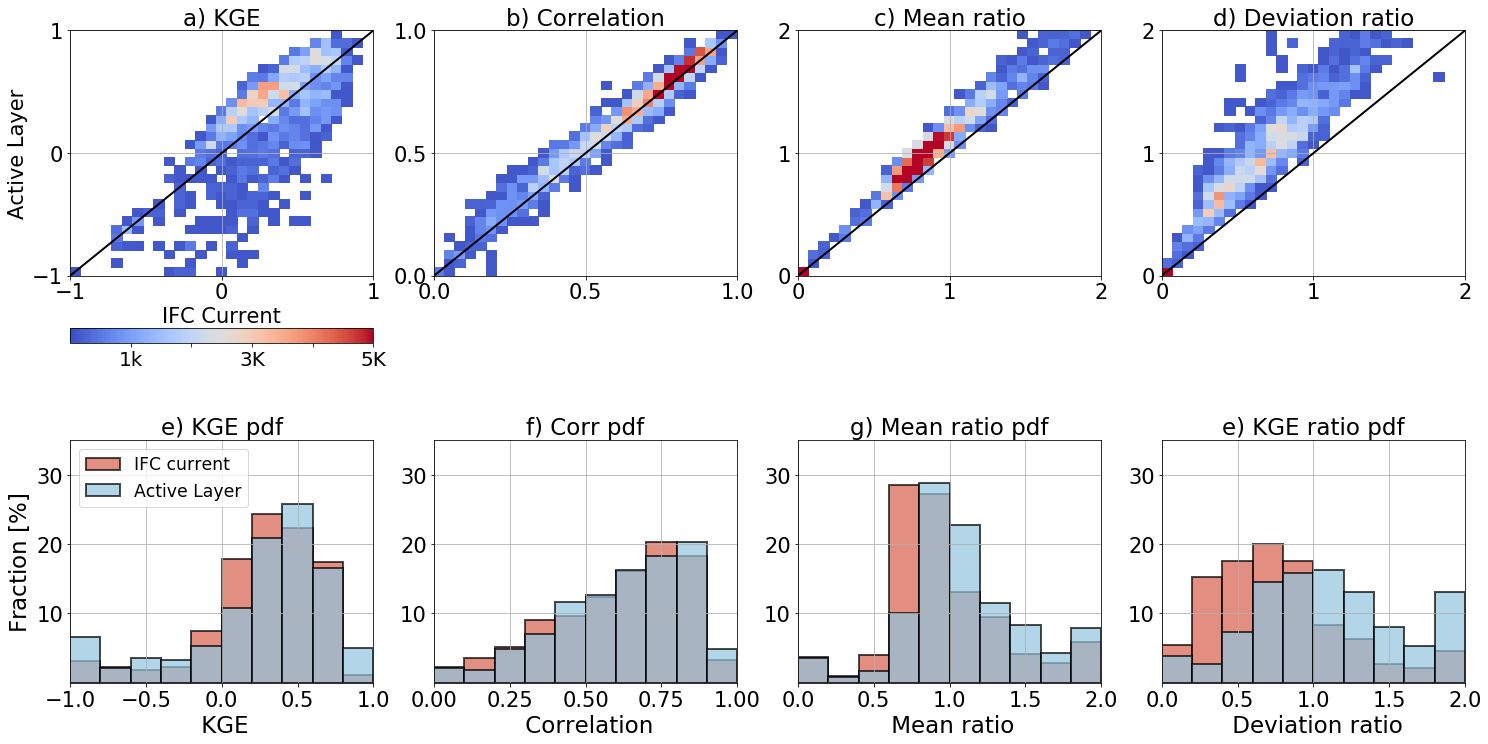 a) KGE
b) Correlation
c) Mean ratio
d) Deviation ratio
Active Layer
1
0
−1
−1 0 1
1.0
0.5
0.0
0.0 0.5 1.0
2
1
0
0 1 2
2
1
0
0 1 2
IFC Current
1k 3K 5K
e) KGE pdf
f) Corr pdf
g) Mean ratio pdf
e) KGE ratio pdf
Fraction [%]
IFC current
Active Layer
30
20
10
−1.0 −0.5 0.0 0.5 1.0
KGE
30
20
10
0.00 0.25 0.50 0.75 1.00
Correlation
30
20
10
0.0 0.5 1.0 1.5 2.0
Mean ratio
30
20
10
0.0 0.5 1.0 1.5 2.0
Deviation ratio